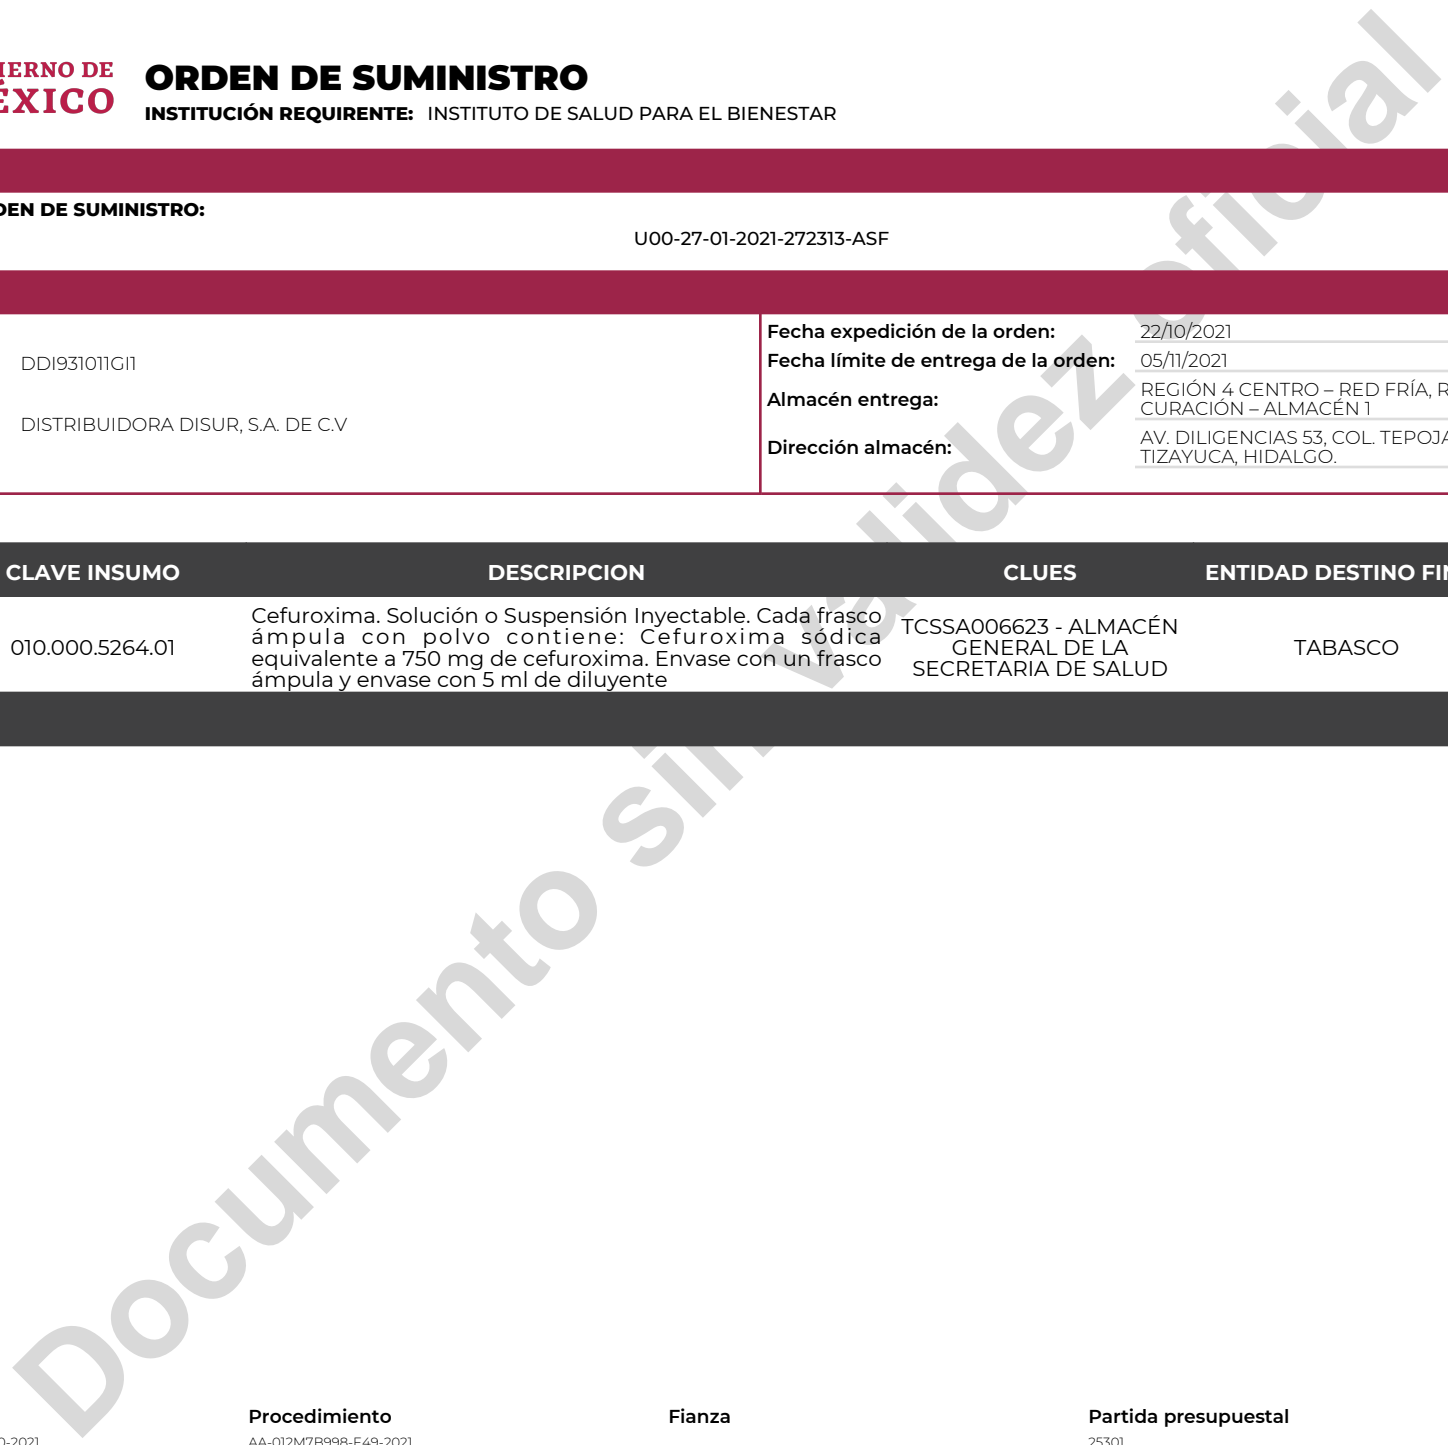 ORDEN DE SUMINISTRO
INSTITUCIÓN REQUIRENTE: INSTITUTO DE SALUD PARA EL BIENESTAR
DE SUMINISTRO:
U00-27-01-2021-272313-ASF
DDI931011GI1
DISTRIBUIDORA DISUR, S.A. DE C.V
Fecha expedición de la orden: 22/10/2021
Fecha límite de entrega de la orden: 05/11/2021
Almacén entrega: REGIÓN 4 CENTRO – RED FRÍA,
CURACIÓN – ALMACÉN 1
Dirección almacén: AV. DILIGENCIAS 53, COL.
TIZAYUCA, HIDALGO.
CLAVE INSUMO DESCRIPCION CLUES ENTIDAD DESTINO
010.000.5264.01
Cefuroxima. Solución o Suspensión Inyectable. Cada frasco
ámpula con polvo contiene: Cefuroxima sódica
equivalente a 750 mg de cefuroxima. Envase con un frasco
ámpula y envase con 5 ml de diluyente
TCSSA006623 - ALMACÉN
GENERAL DE LA
SECRETARIA DE SALUD
TABASCO
Documento sin validez oficial
Procedimiento Fianza Partida presupuestal
AA-012M7B998-E49-2021 25301